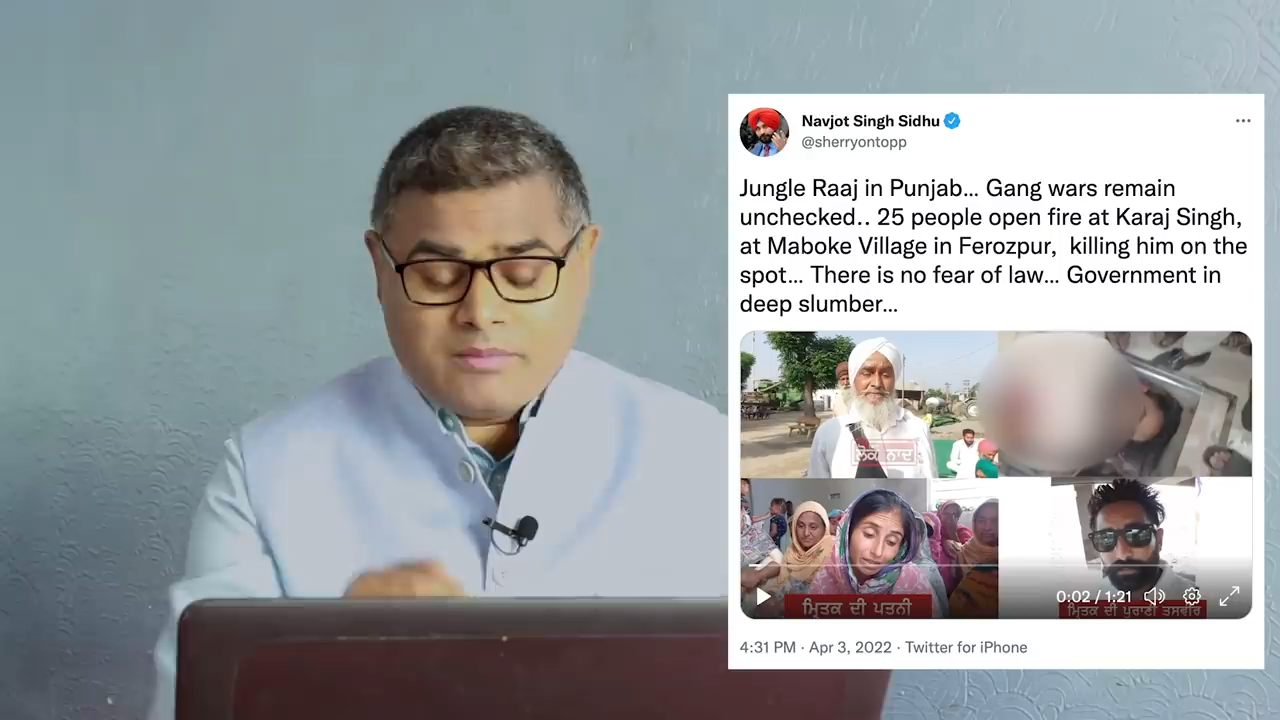 Navjot Singh Sidhu
@sherryontopp
Jungle Raaj in Punjab... Gang wars remain
unchecked.. 25 people open fire at Karaj Singh,
at Maboke Village in Ferozpur, killing him on the
spot... There is no fear of law... Government in
deep slumber...
ਲੋਕ ਨਾਦ
ਮ੍ਰਿਤਕ ਦੀ ਪਤਨੀ
0:02 / 1:21
ਮ੍ਰਿਤਕ ਦੀ ਪੁਰਾਣੀ ਤਸਵੀਰ
4:31 PM · Apr 3, 2022 · Twitter for iPhone